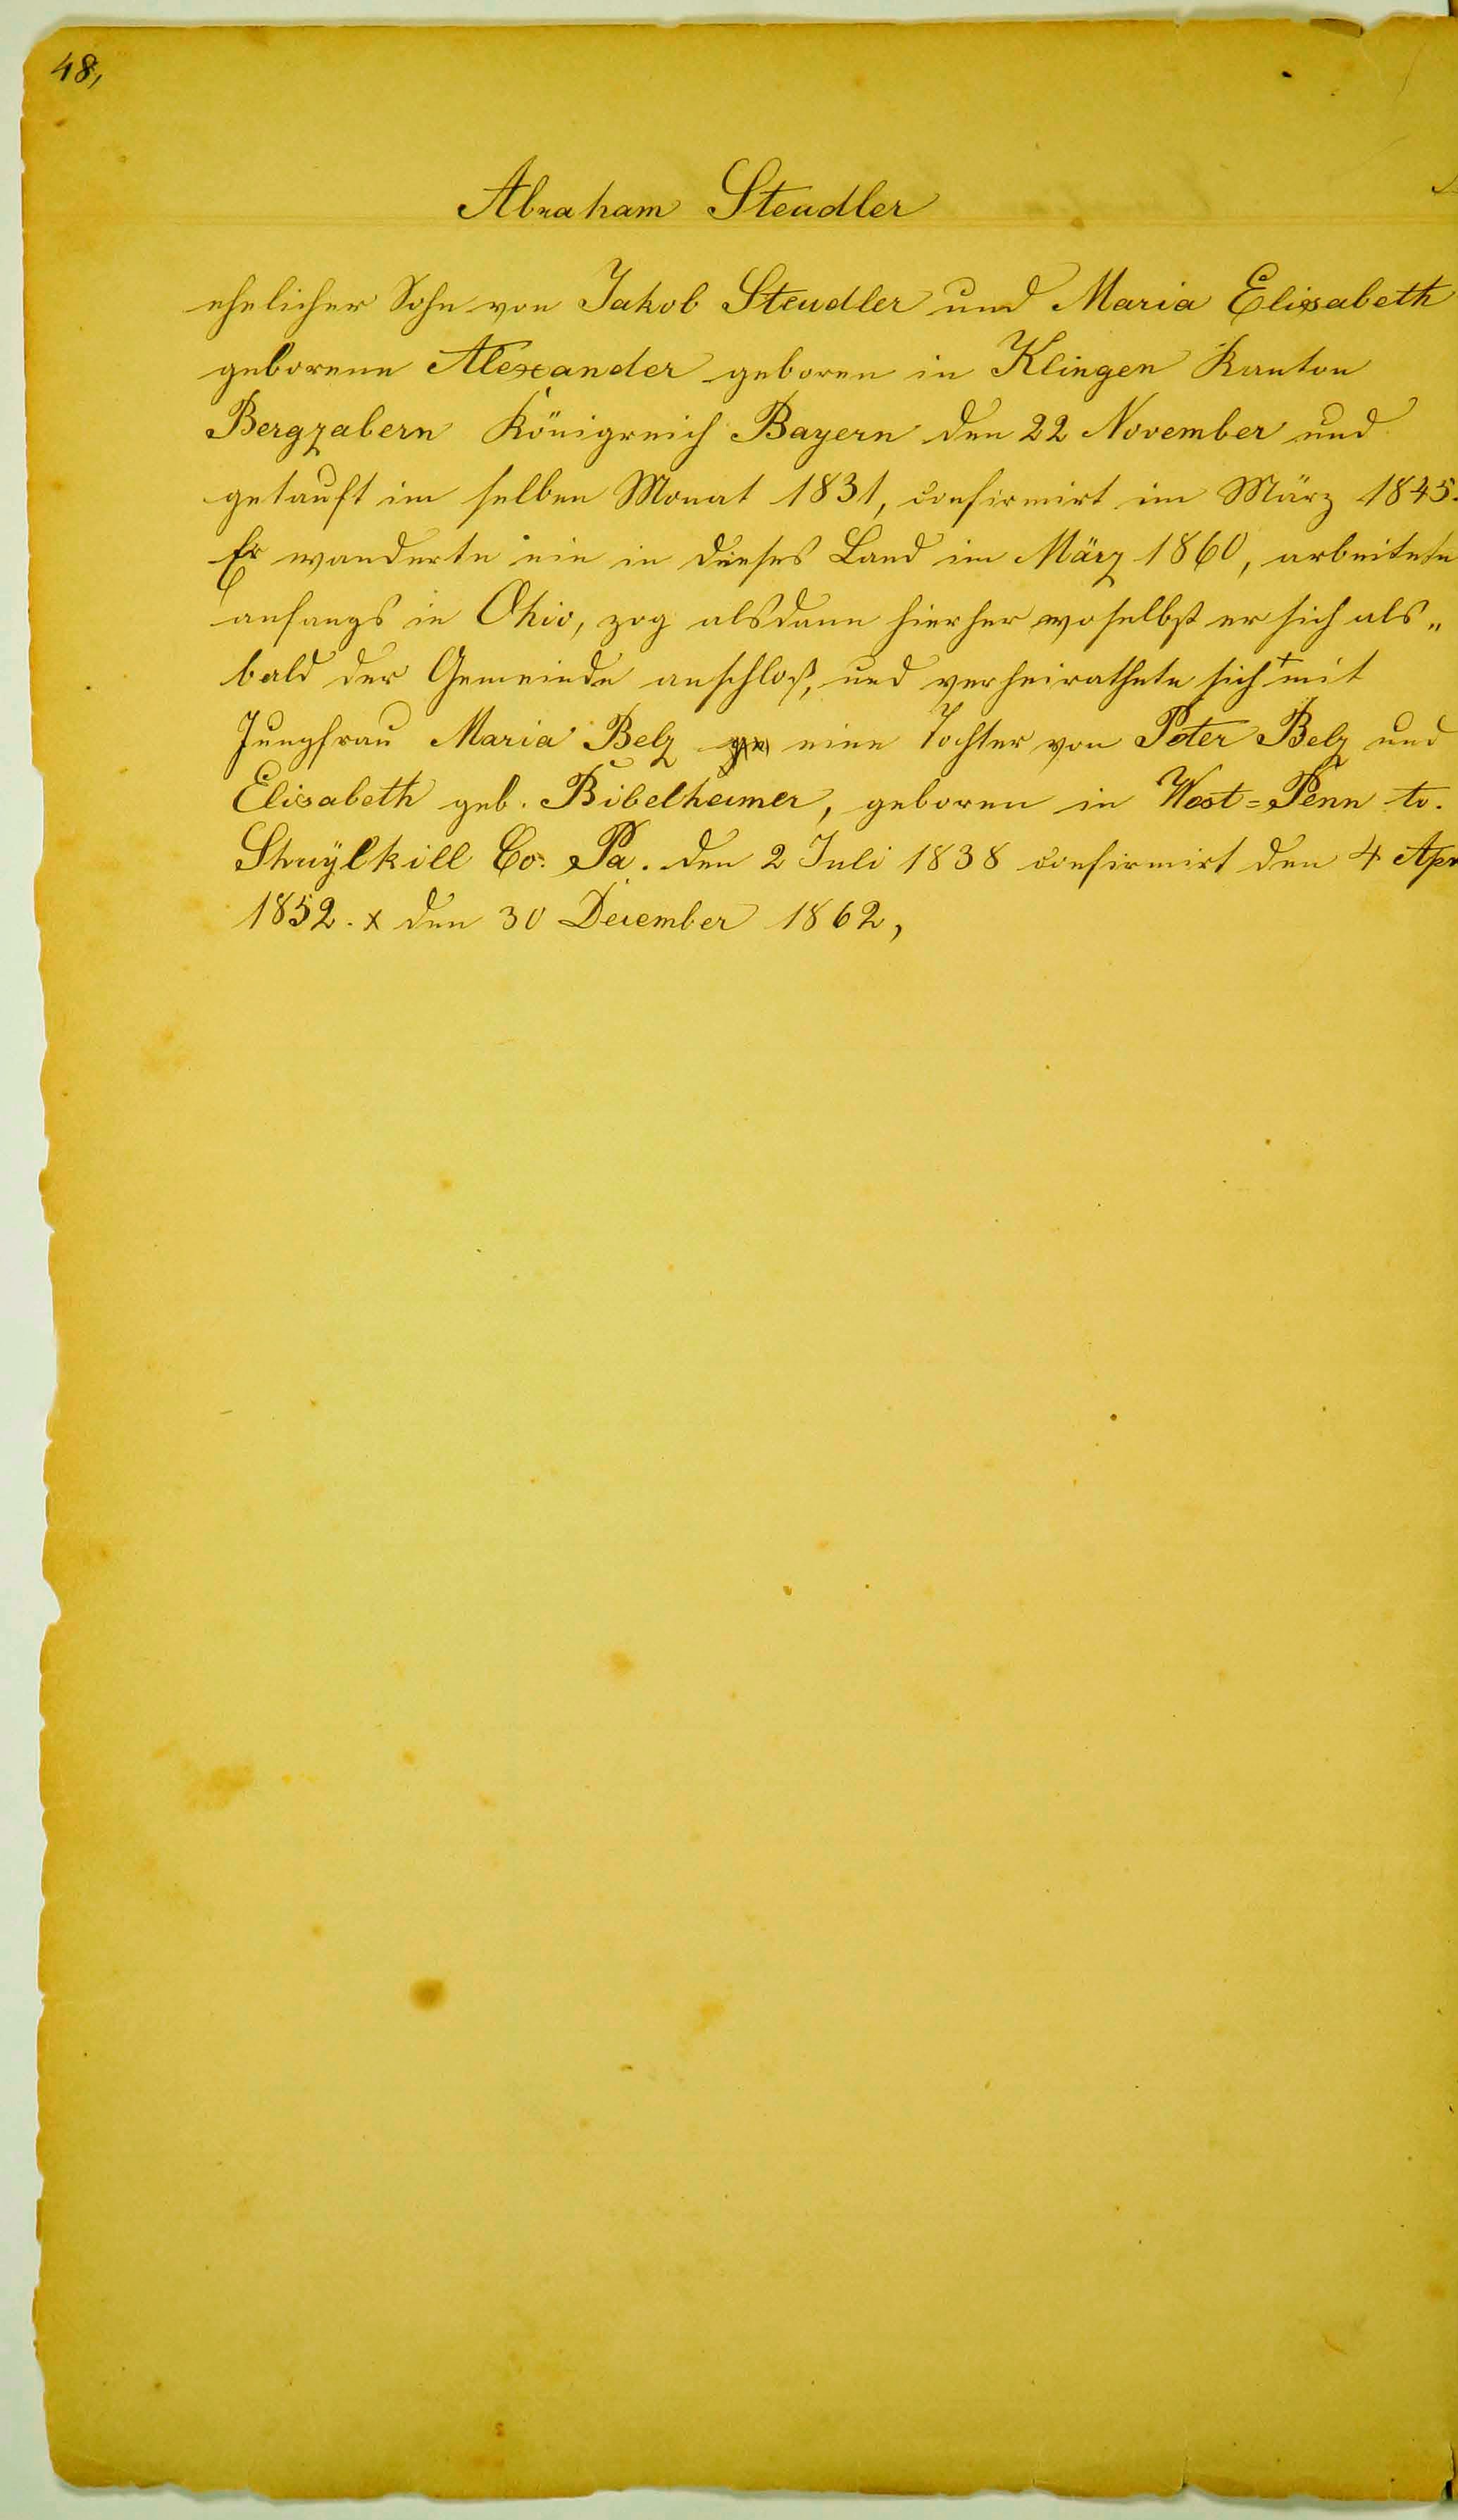 48,
Abraham Steudler
ehelicher Sohn von Jakob Steudler und Maria Elisabeth
geborene Alexander geboren in Klingen Kanton
Bergzabern Königreich Bayern den 22 November und
getauft im selben Monat 1831, confirmirt im März 1845.
Er wanderte ein in dieses Land im März 1860, arbeitete
anfangs in Ohio, zog alsdann hierher woselbst er sich als„
bald der Gemeinde anschloß, und verheirathete sich + mit
Jungfrau Maria Belz eine Tochter von Peter Belz und
Elisabeth geb. Bibelheimer, geboren in West=Penn to.
Shuÿlkill Co: Pa. den 2 Juli 1838 confirmirt den 4 Apr
1852. x den 30 December 1862,